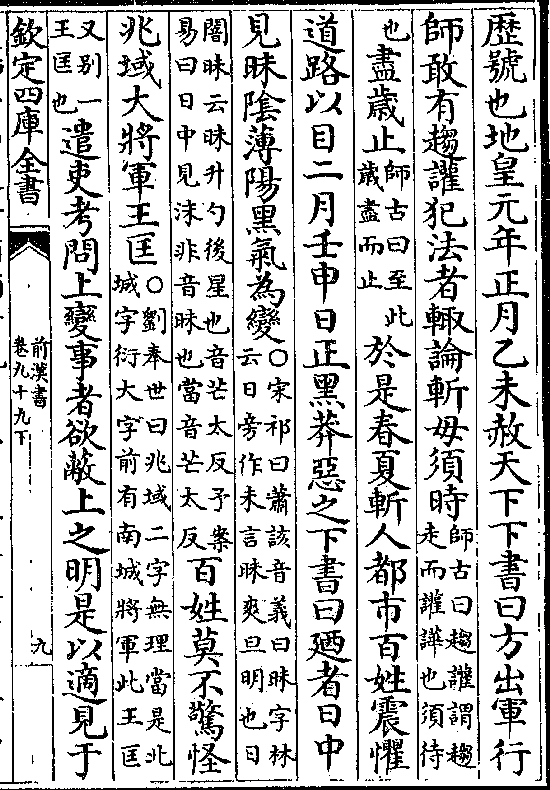 歴號也地皇元年正月乙未赦天下下書曰方出軍行
師敢有趨讙犯法者輙論斬毋須時師古曰趨讙謂趨
走而讙譁也須待
也盡歲止師古曰至此
歲盡而止於是春夏斬人都市百姓震懼
道路以目二月壬申日正黑莽惡之下書曰廼者日中
見昧陰薄陽黑氣為變○宋祁曰蕭該音義曰昧字林
云日旁作未言昧爽旦明也日
闇昧云昧升勺後星也音芒太反予案
易曰日中見沬非音昧也當音芒太反百姓莫不驚怪
兆域大將軍王匡○劉奉世曰兆域二字無理當是北
城字衍大字前有南城將軍此王匡
又别一
王匡也遣吏考問上變事者欲蔽上之明是以適見于
欽定四庫全書
前漢書
卷九十九下
九